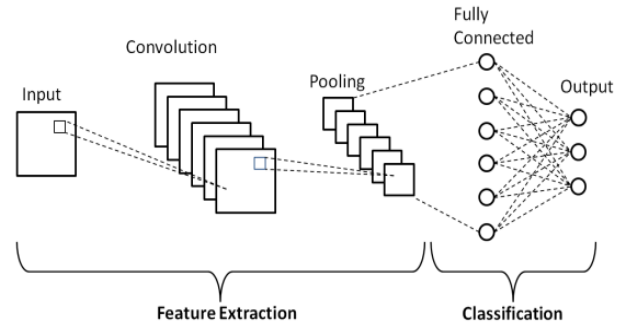 Input
Convolution
Pooling
Fully
Connected
Output
Feature Extraction
Classification